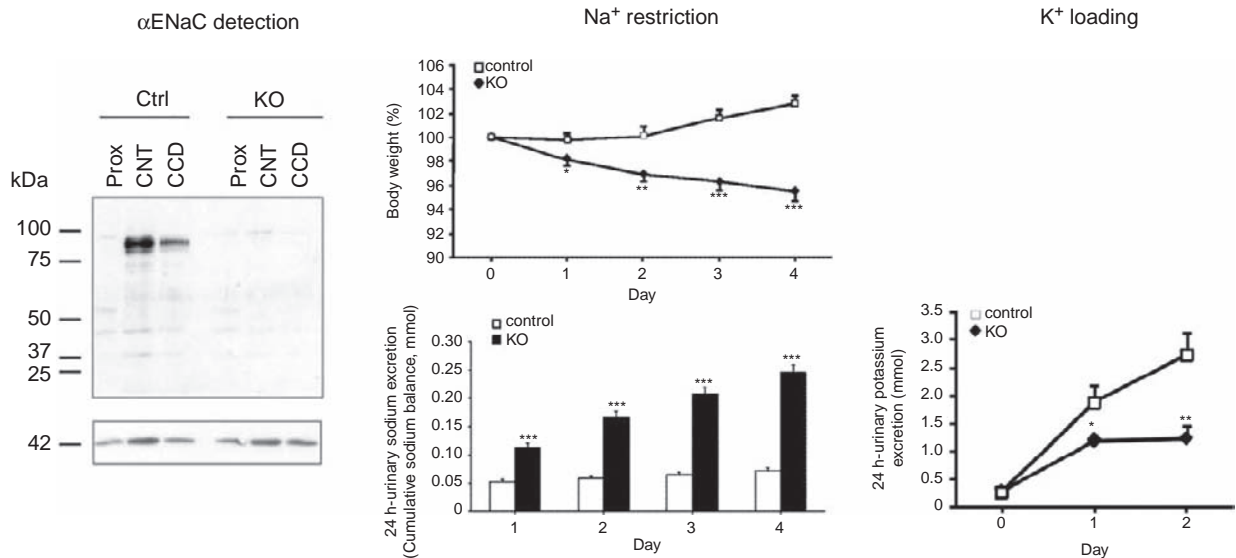 αENaC detection
Ctrl KO
Prox CNT CCD Prox CNT CCD
kDa
100
75
50
37
25
42
Na⁺ restriction
control
KO
Body weight (%)
106
104
102
100
98
96
94
92
90
* ** *** ***
0 1 2 3 4
Day
control
KO
24 h-urinary sodium excretion
(Cumulative sodium balance, mmol)
0.30
0.25
0.20
0.15
0.10
0.05
0
*** *** *** ***
1 2 3 4
Day
K⁺ loading
control
KO
24 h-urinary potassium
excretion (mmol)
3.5
3.0
2.5
2.0
1.5
1.0
0.5
0
* **
0 1 2
Day